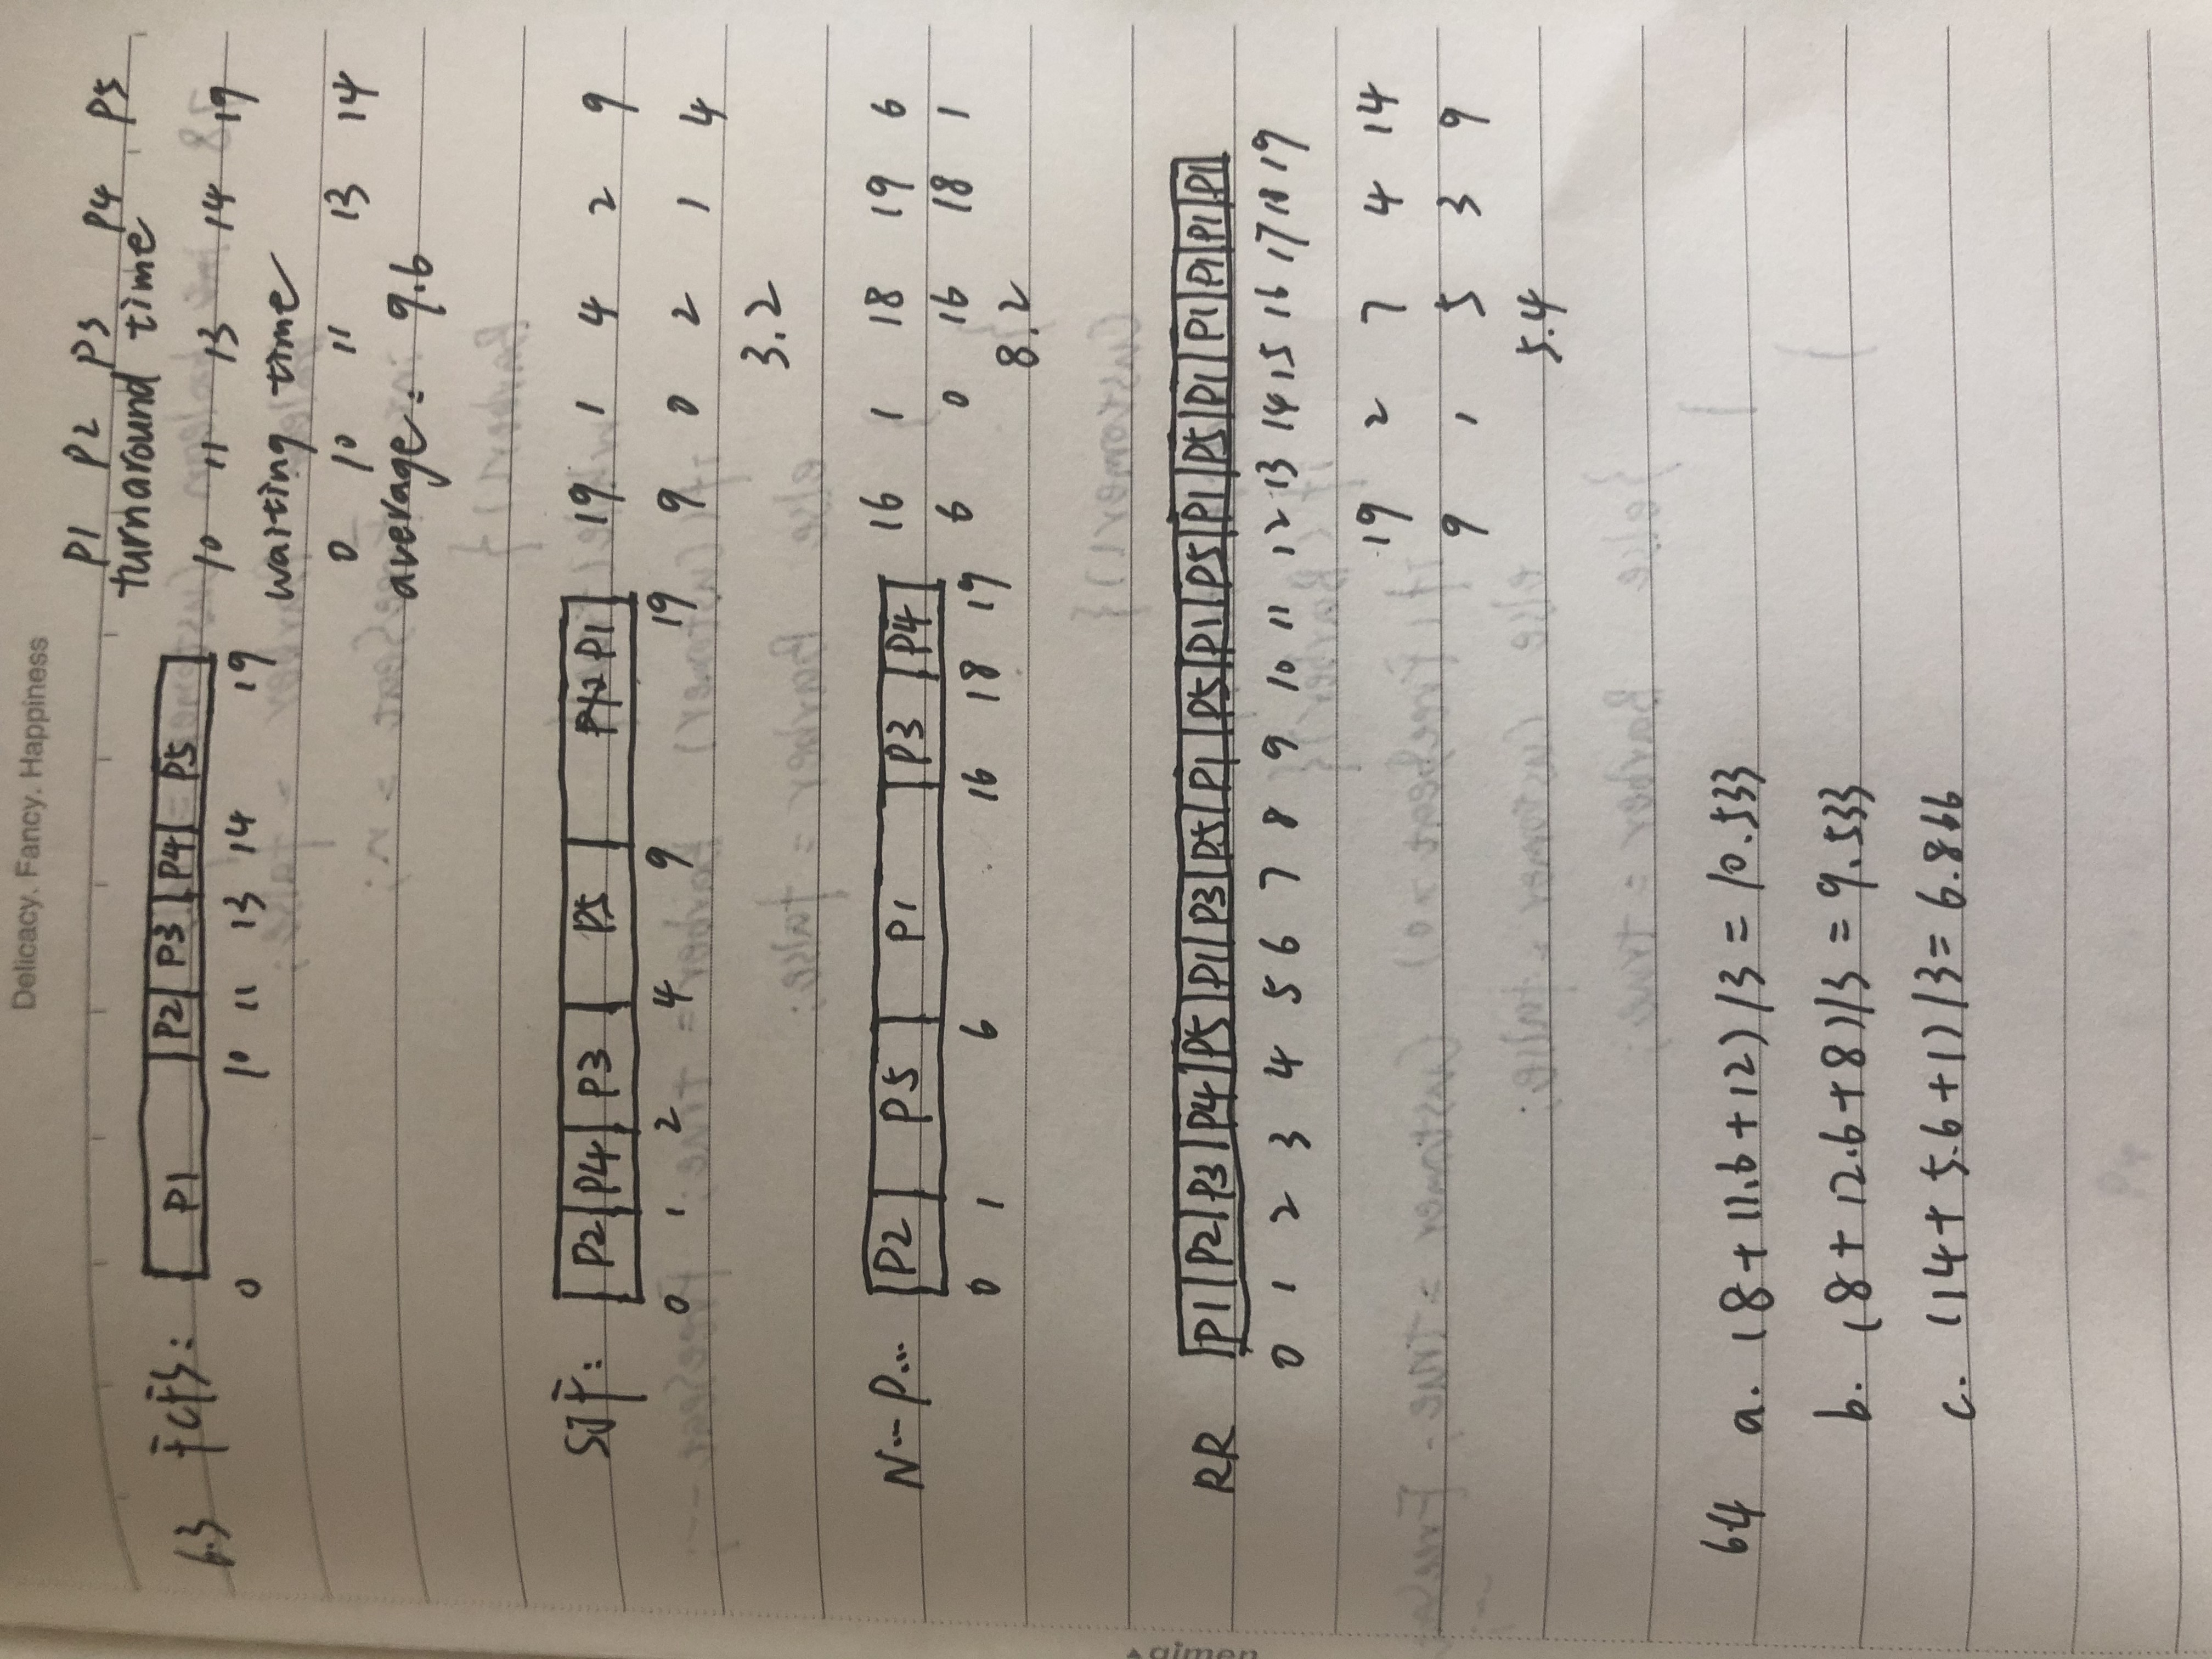 Delicacy. Fancy. Happiness
P1 P2 P3 P4 P5
turnaround time
6.3 FCFS: P1 P2 P3 P4 P5
10 11 13 14 19
0 10 11 13 14 19
waiting time
0 10 11 13 14
average: 9.6
SJF: P2 P4 P3 P5 P1
19 1 4 2 9
0 1 2 4 9 19
9 0 2 1 4
3.2
N-- P... P2 P5 P1 P3 P4
16 1 18 19 6
0 1 6 16 18 19
6 0 16 18 1
8.2
RR P1 P2 P3 P4 P5 P1 P3 P5 P1 P5 P1 P5 P1 P5 P1 P1 P1 P1 P1
0 1 2 3 4 5 6 7 8 9 10 11 12 13 14 15 16 17 18 19
19 2 7 4 14
9 1 5 3 9
5.4
6.4 a. (8+11.6+12)/3=10.533
b. (8+12.6+8)/3=9.533
c. (14+5.6+1)/3=6.866